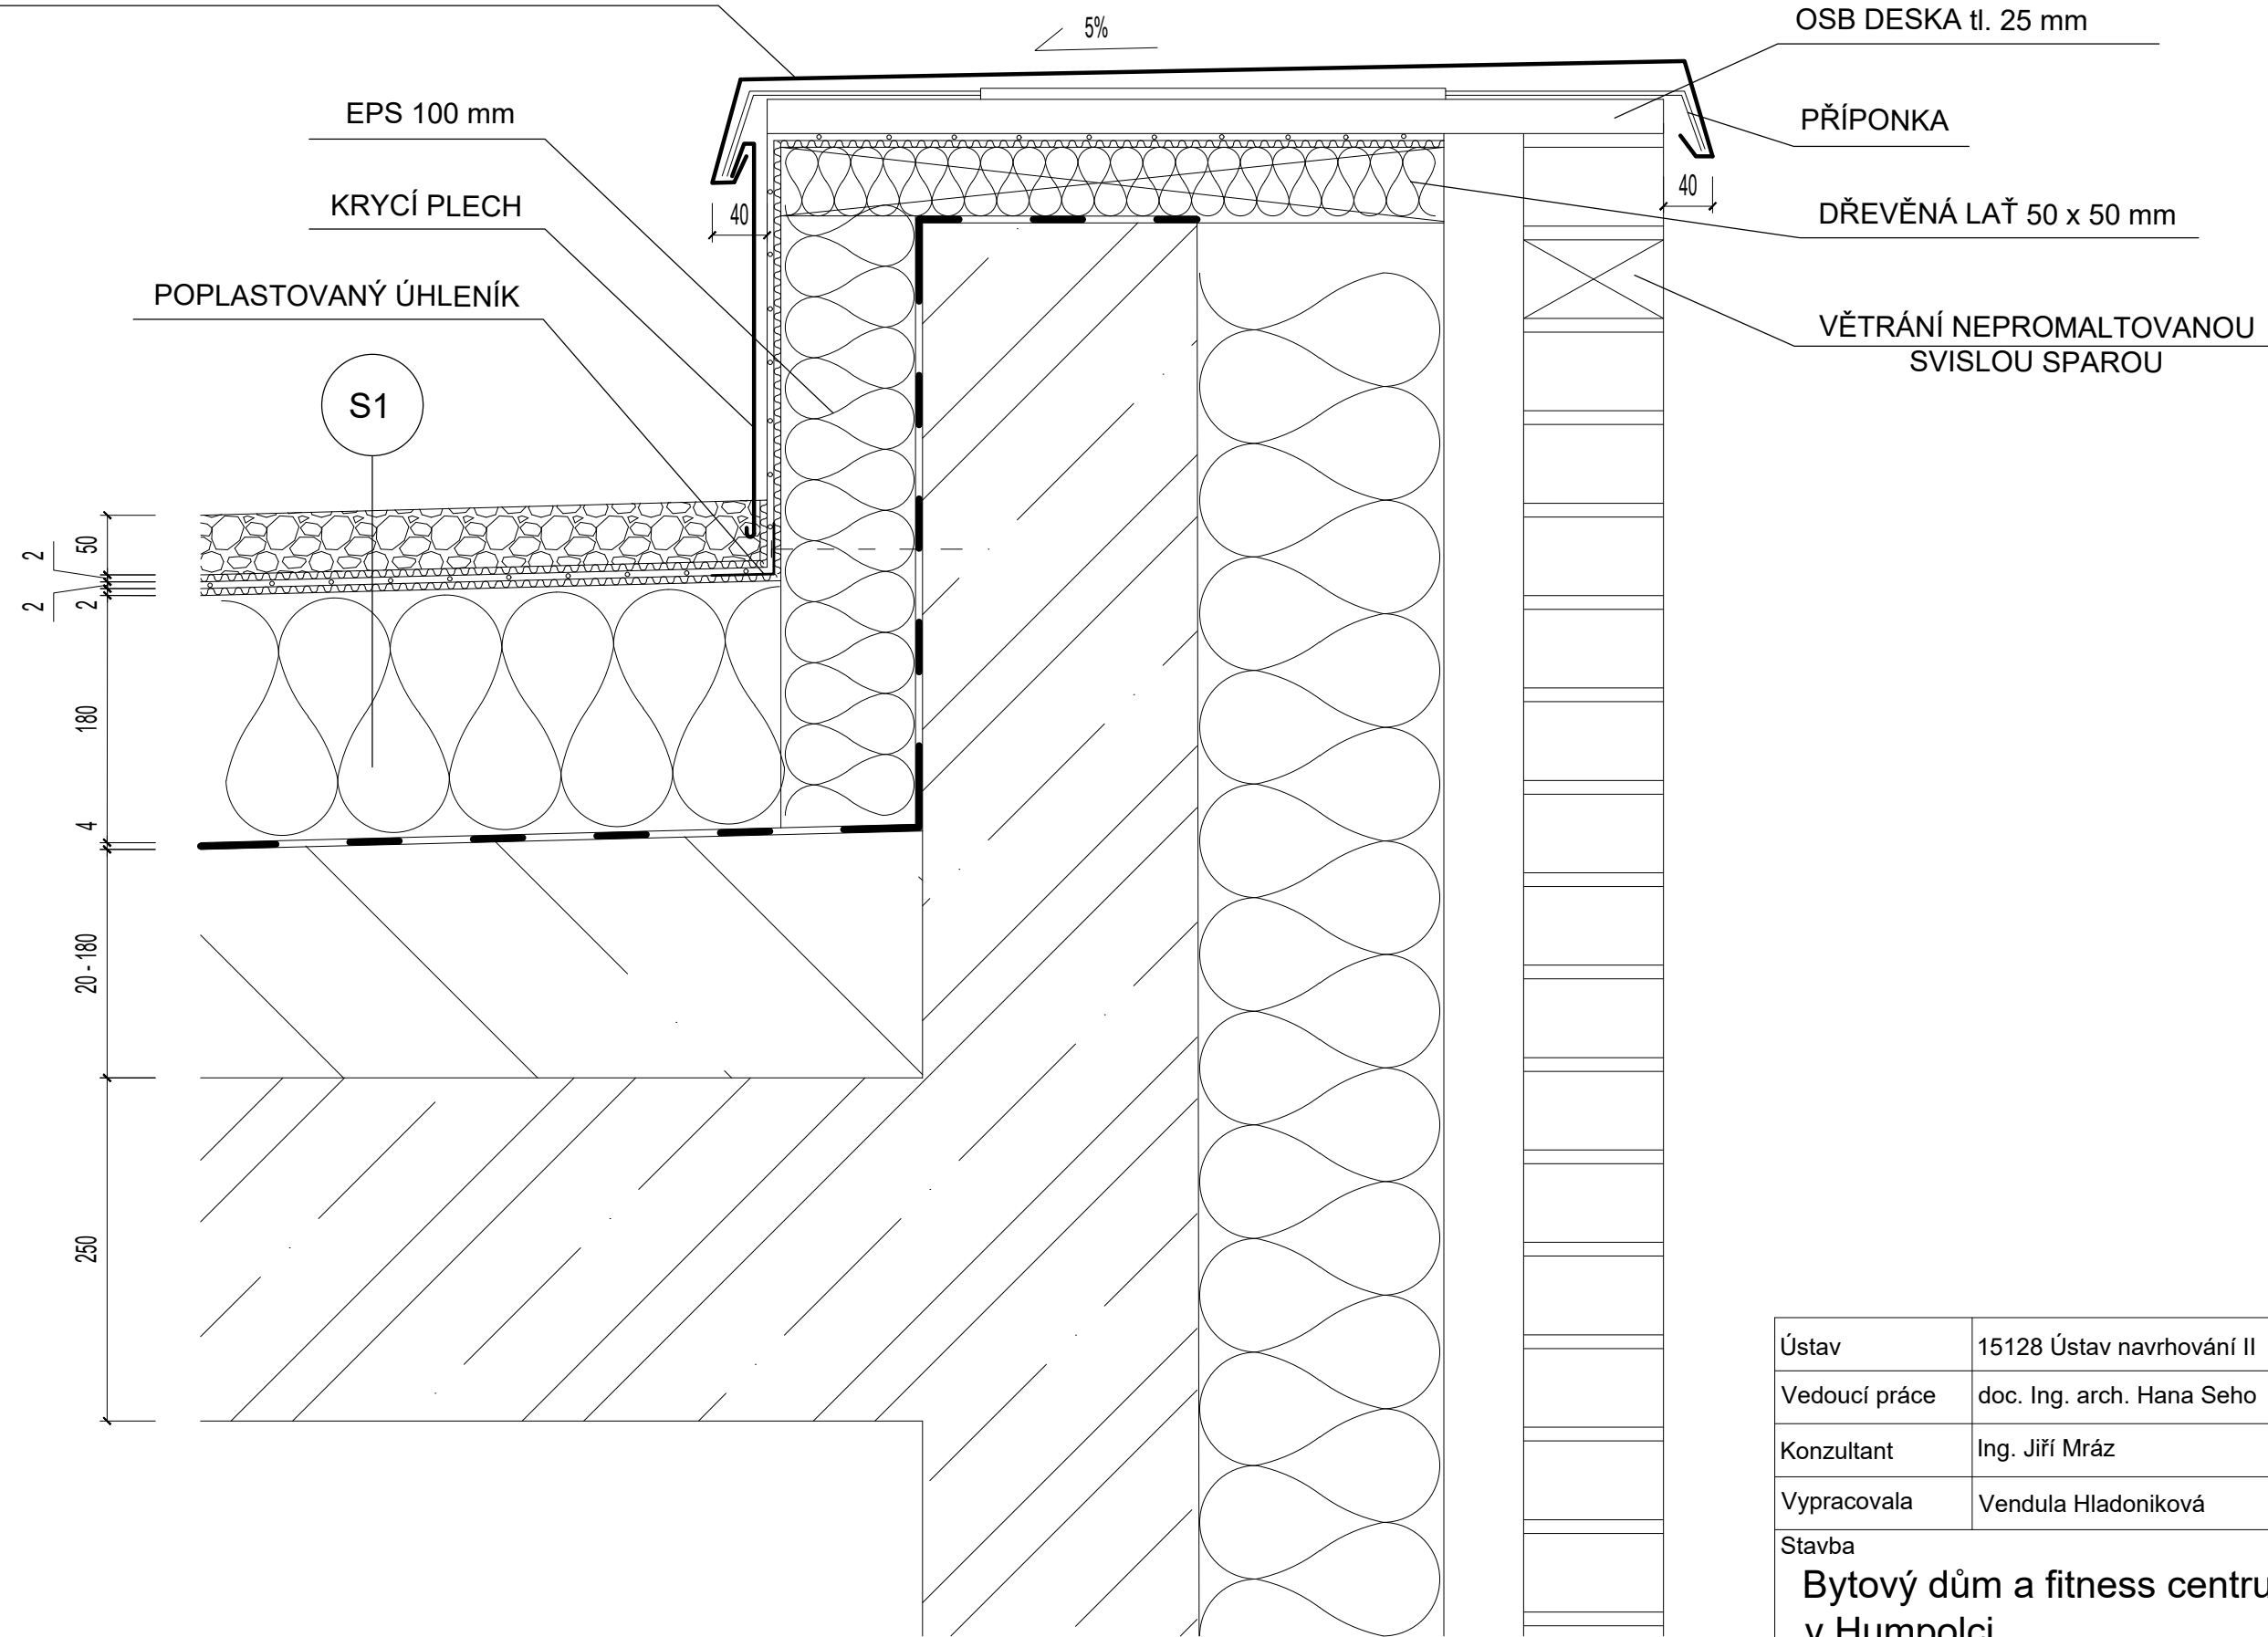 5%
OSB DESKA tl. 25 mm
EPS 100 mm
PŘÍPONKA
KRYCÍ PLECH
40
40
DŘEVĚNÁ LAŤ 50 x 50 mm
POPLASTOVANÝ ÚHLENÍK
VĚTRÁNÍ NEPROMALTOVANOU
SVISLOU SPAROU
S1
50
2
2
2
180
4
20 - 180
250
Ústav 15128 Ústav navrhování II
Vedoucí práce doc. Ing. arch. Hana Seho
Konzultant Ing. Jiří Mráz
Vypracovala Vendula Hladoniková
Stavba
Bytový dům a fitness centru
v Humpolci